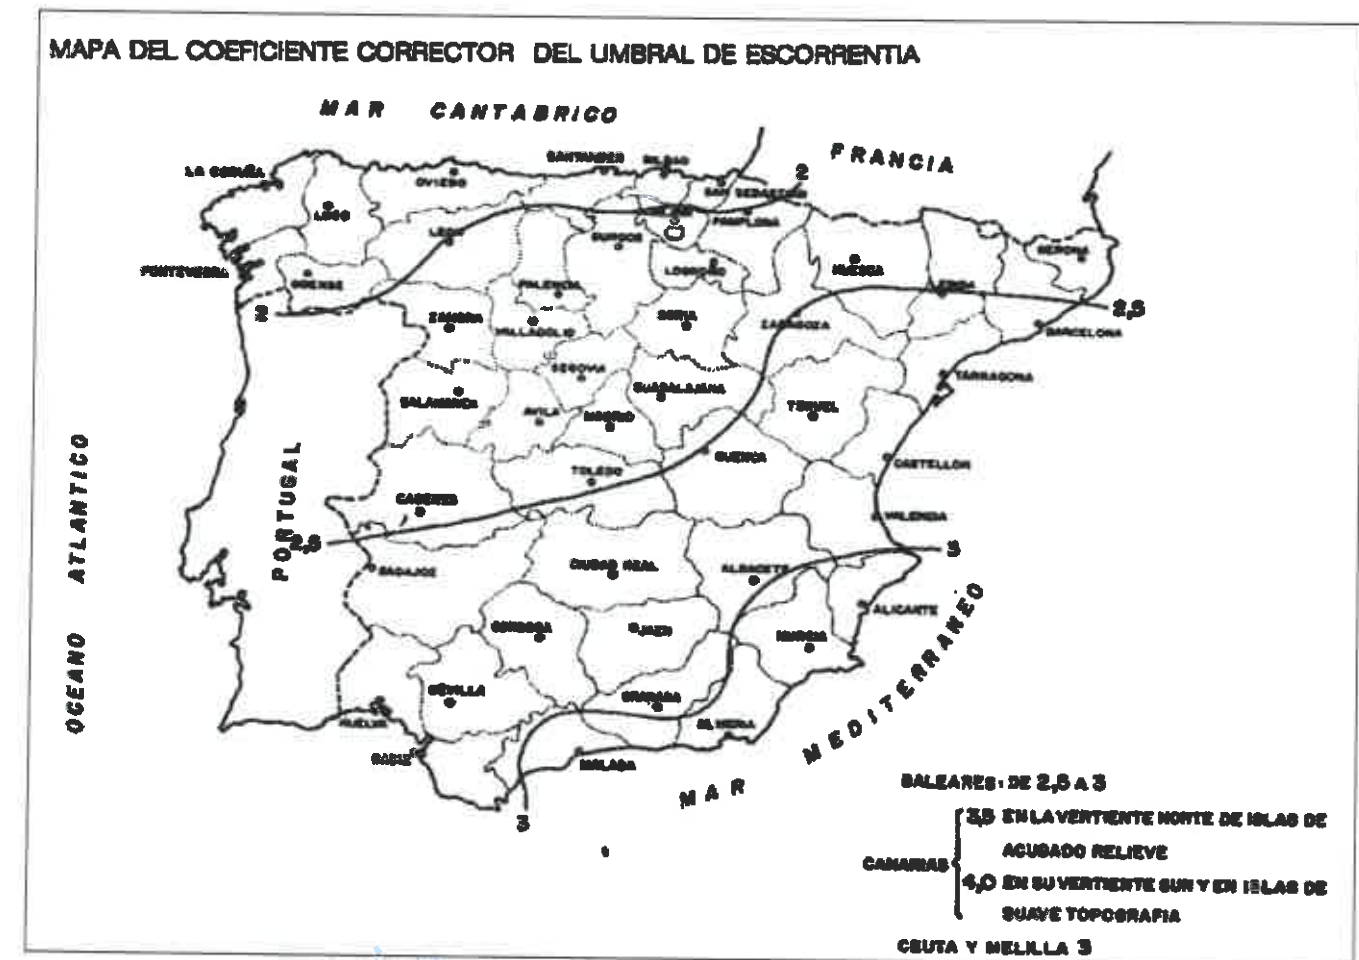 MAPA DEL COEFICIENTE CORRECTOR DEL UMBRAL DE ESCORRENTIA
MAR CANTABRICO
FRANCIA
LA CORUÑA
OVIEDO
SANTANDER
BILBAO
2
SAN SEBASTIAN
LUGO
LEON
BURGOS
PAMPLONA
GERONA
PONTEVEDRA
ORENSE
LOGROÑO
HUESCA
LERIDA
PALENCIA
2,5
ZAMORA
VALLADOLID
SORIA
ZARAGOZA
BARCELONA
SEGOVIA
TARRAGONA
SALAMANCA
AVILA
MADRID
GUADALAJARA
TERUEL
CUENCA
CASTELLON
TOLEDO
CACERES
VALENCIA
OCEANO ATLANTICO
PORTUGAL
2,5
3
BADAJOZ
CIUDAD REAL
ALBACETE
ALICANTE
CORDOBA
JAEN
MURCIA
SEVILLA
GRANADA
HUELVA
ALMERIA
CADIZ
MALAGA
MAR MEDITERRANEO
3
BALEARES: DE 2,5 A 3
CANARIAS
3,5 EN LA VERTIENTE NORTE DE ISLAS DE
ACUSADO RELIEVE
4,0 EN SU VERTIENTE SUR Y EN ISLAS DE
SUAVE TOPOGRAFIA
CEUTA Y MELILLA 3